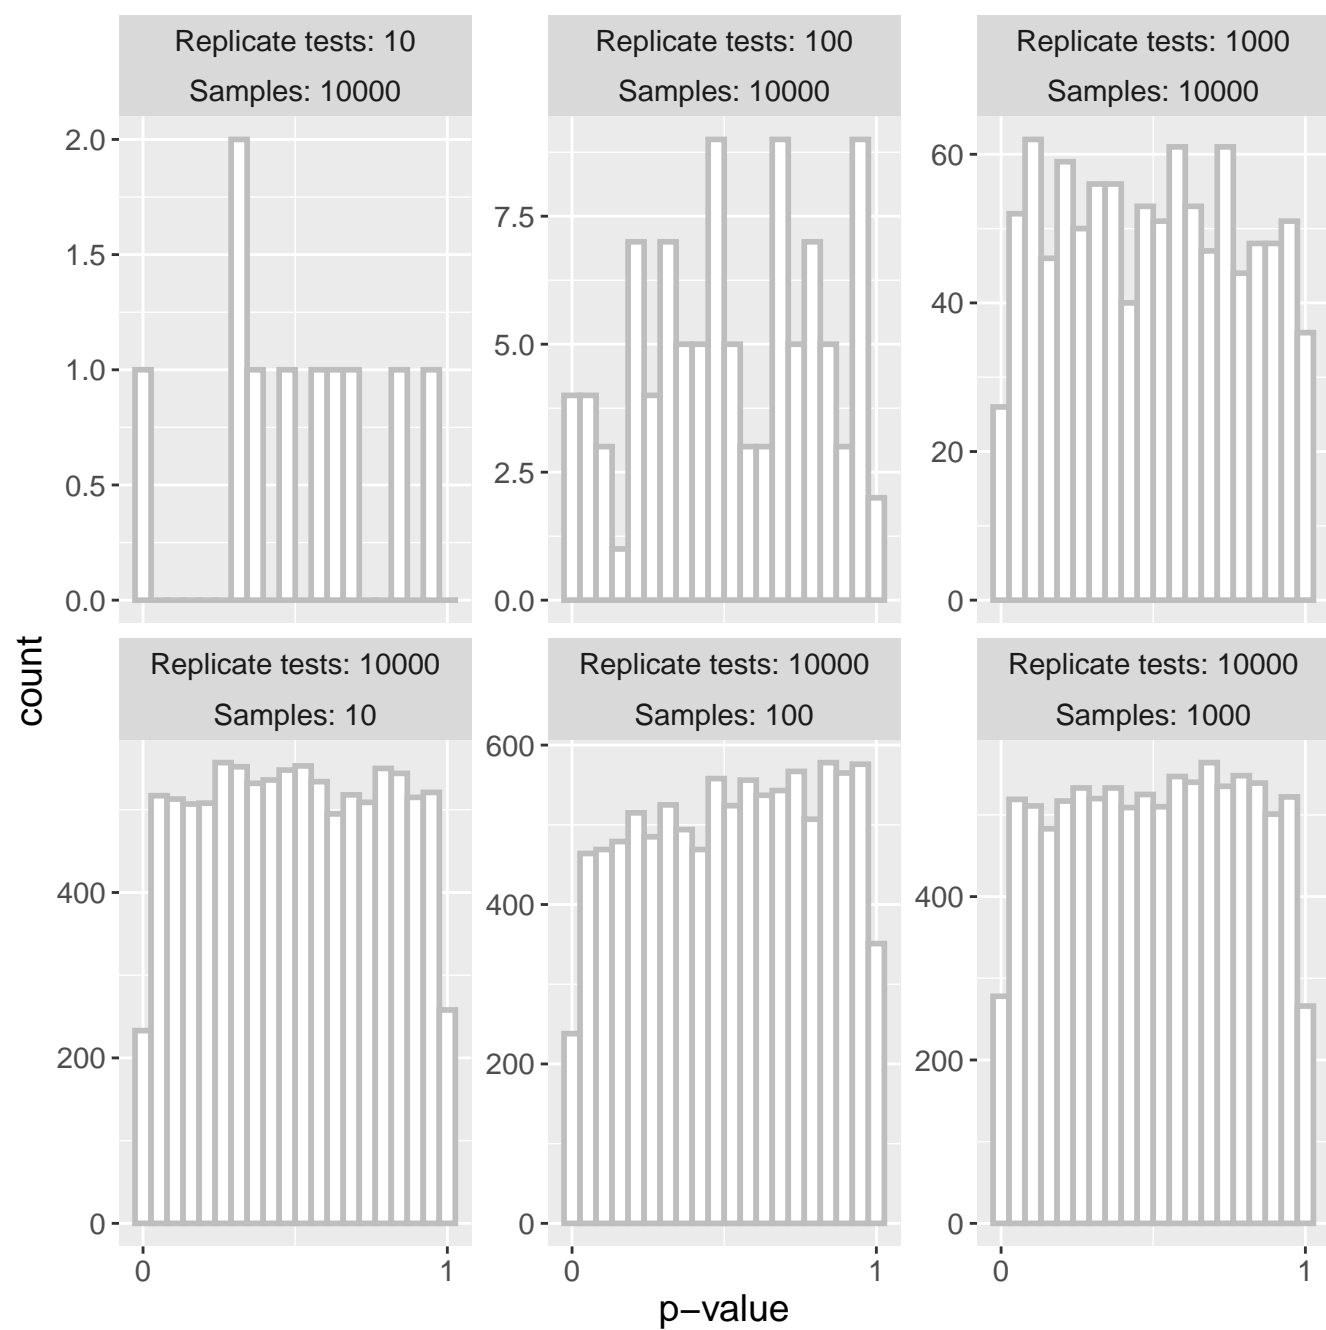 Replicate tests: 10
Samples: 10000
Replicate tests: 100
Samples: 10000
Replicate tests: 1000
Samples: 10000
2.0
1.5
1.0
0.5
0.0
7.5
5.0
2.5
0.0
60
40
20
0
count
Replicate tests: 10000
Samples: 10
Replicate tests: 10000
Samples: 100
Replicate tests: 10000
Samples: 1000
400
200
0
600
400
200
0
400
200
0
0
1
0
1
0
1
p−value